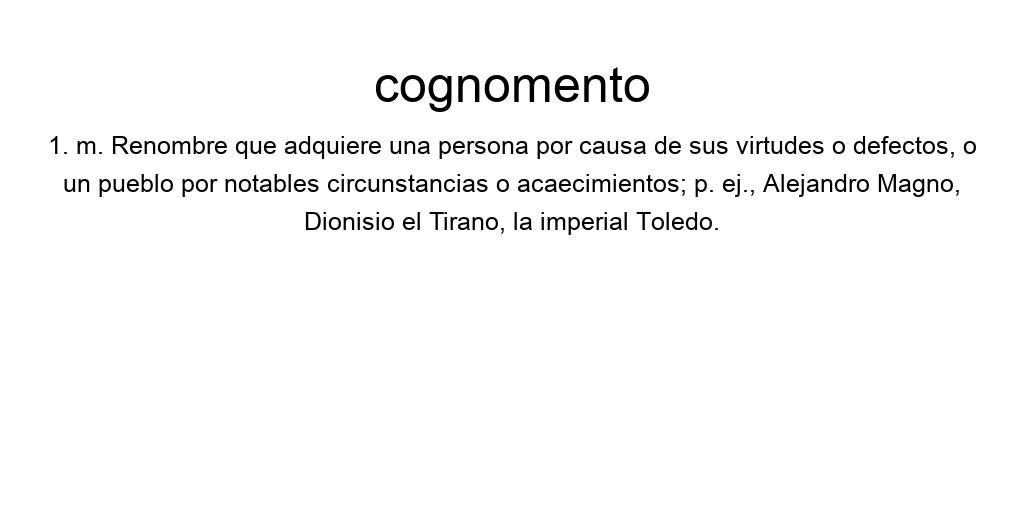 cognomento
1. m. Renombre que adquiere una persona por causa de sus virtudes o defectos, o
un pueblo por notables circunstancias o acaecimientos; p. ej., Alejandro Magno,
Dionisio el Tirano, la imperial Toledo.